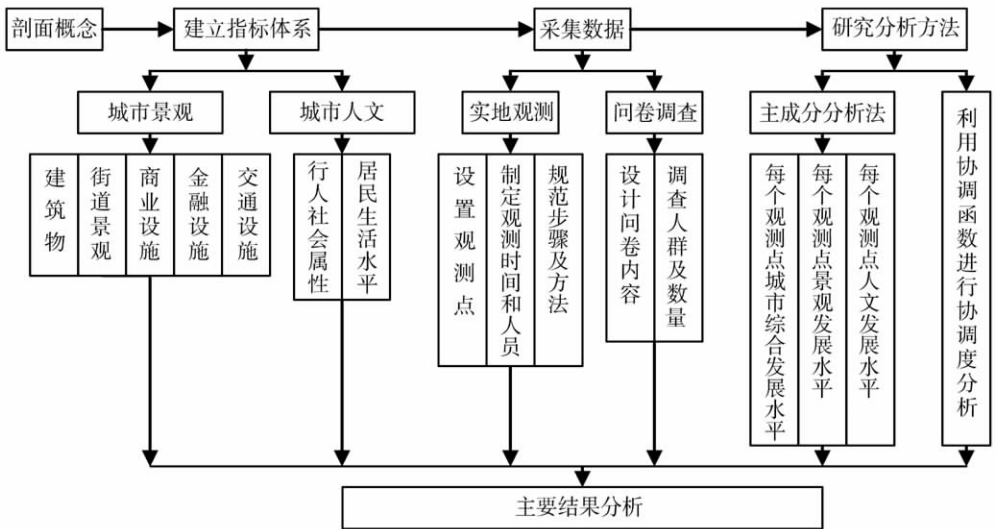 剖面概念
建立指标体系
采集数据
研究分析方法
城市景观
城市人文
实地观测
问卷调查
主成分分析法
利用协调函数进行协调度分析
建筑物
街道景观
商业设施
金融设施
交通设施
行人社会属性
居民生活水平
设置观测点
制定观测时间和人员
规范步骤及方法
设计问卷内容
调查人群及数量
每个观测点城市综合发展水平
每个观测点景观发展水平
每个观测点人文发展水平
主要结果分析